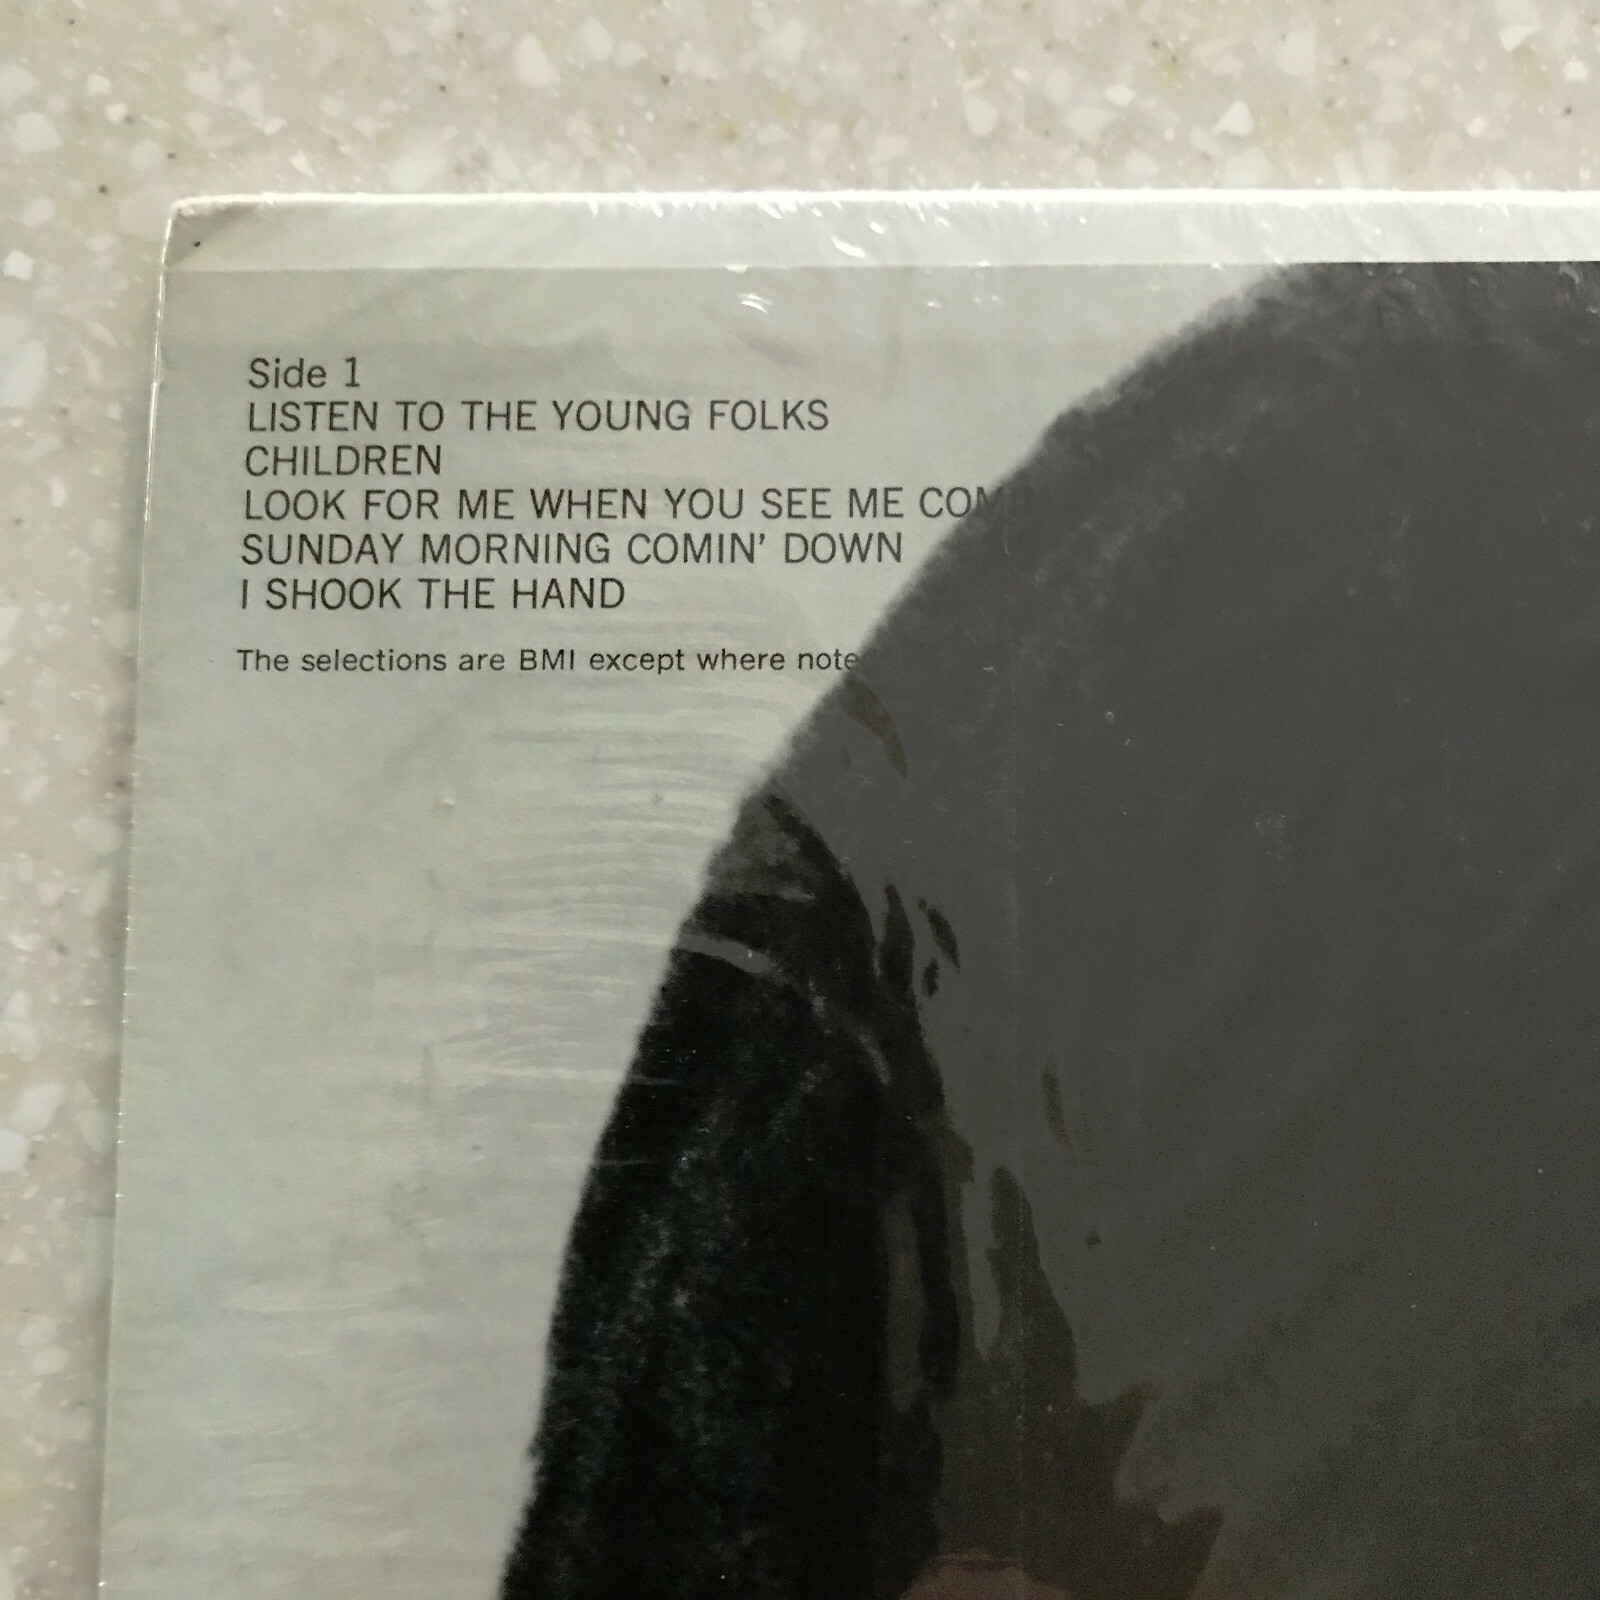 Side 1
LISTEN TO THE YOUNG FOLKS
CHILDREN
LOOK FOR ME WHEN YOU SEE ME COMIN
SUNDAY MORNING COMIN' DOWN
I SHOOK THE HAND
The selections are BMI except where note